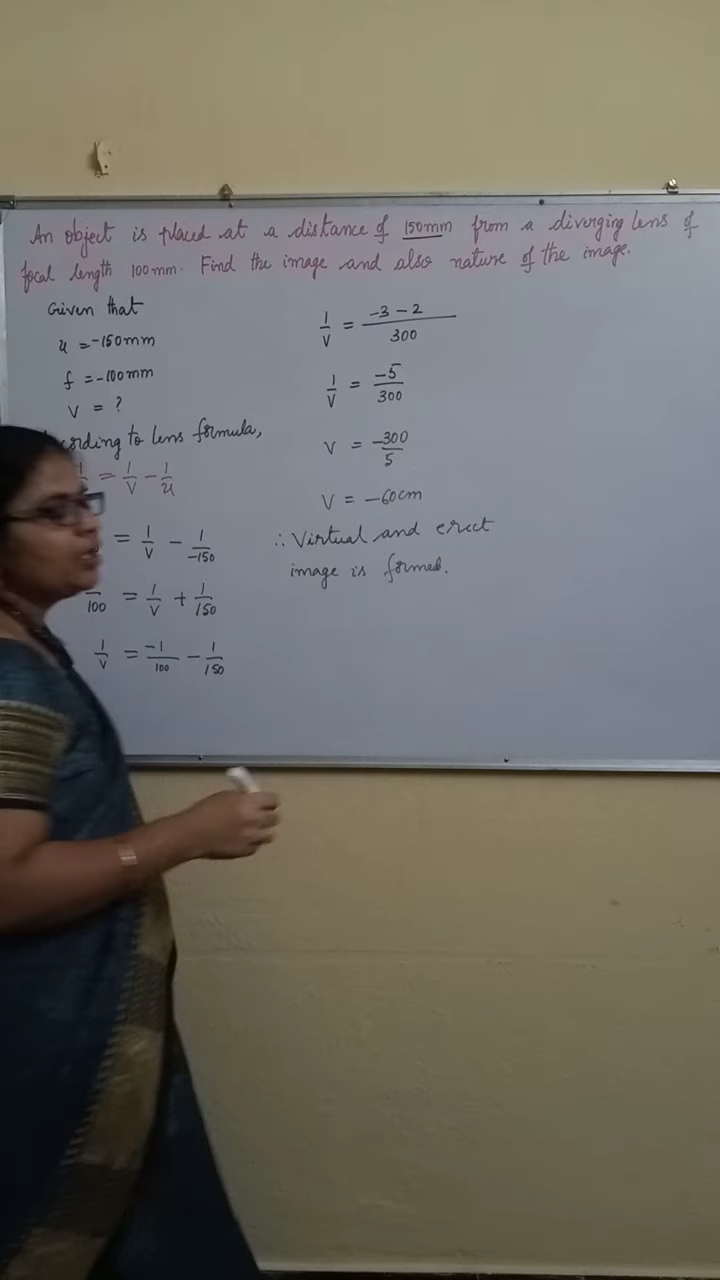 An object is placed at a distance of 150mm from a diverging lens of
focal length 100mm. Find the image and also nature of the image.
Given that
u = -150mm
f = -100mm
V = ?
to lens formula,
= 1/V - 1/u
= 1/V - 1/-150
100 = 1/V + 1/150
1/V = -1/100 - 1/150
1/V = -3-2/300
1/V = -5/300
V = -300/5
V = -60cm
∴ Virtual and erect
image is formed.